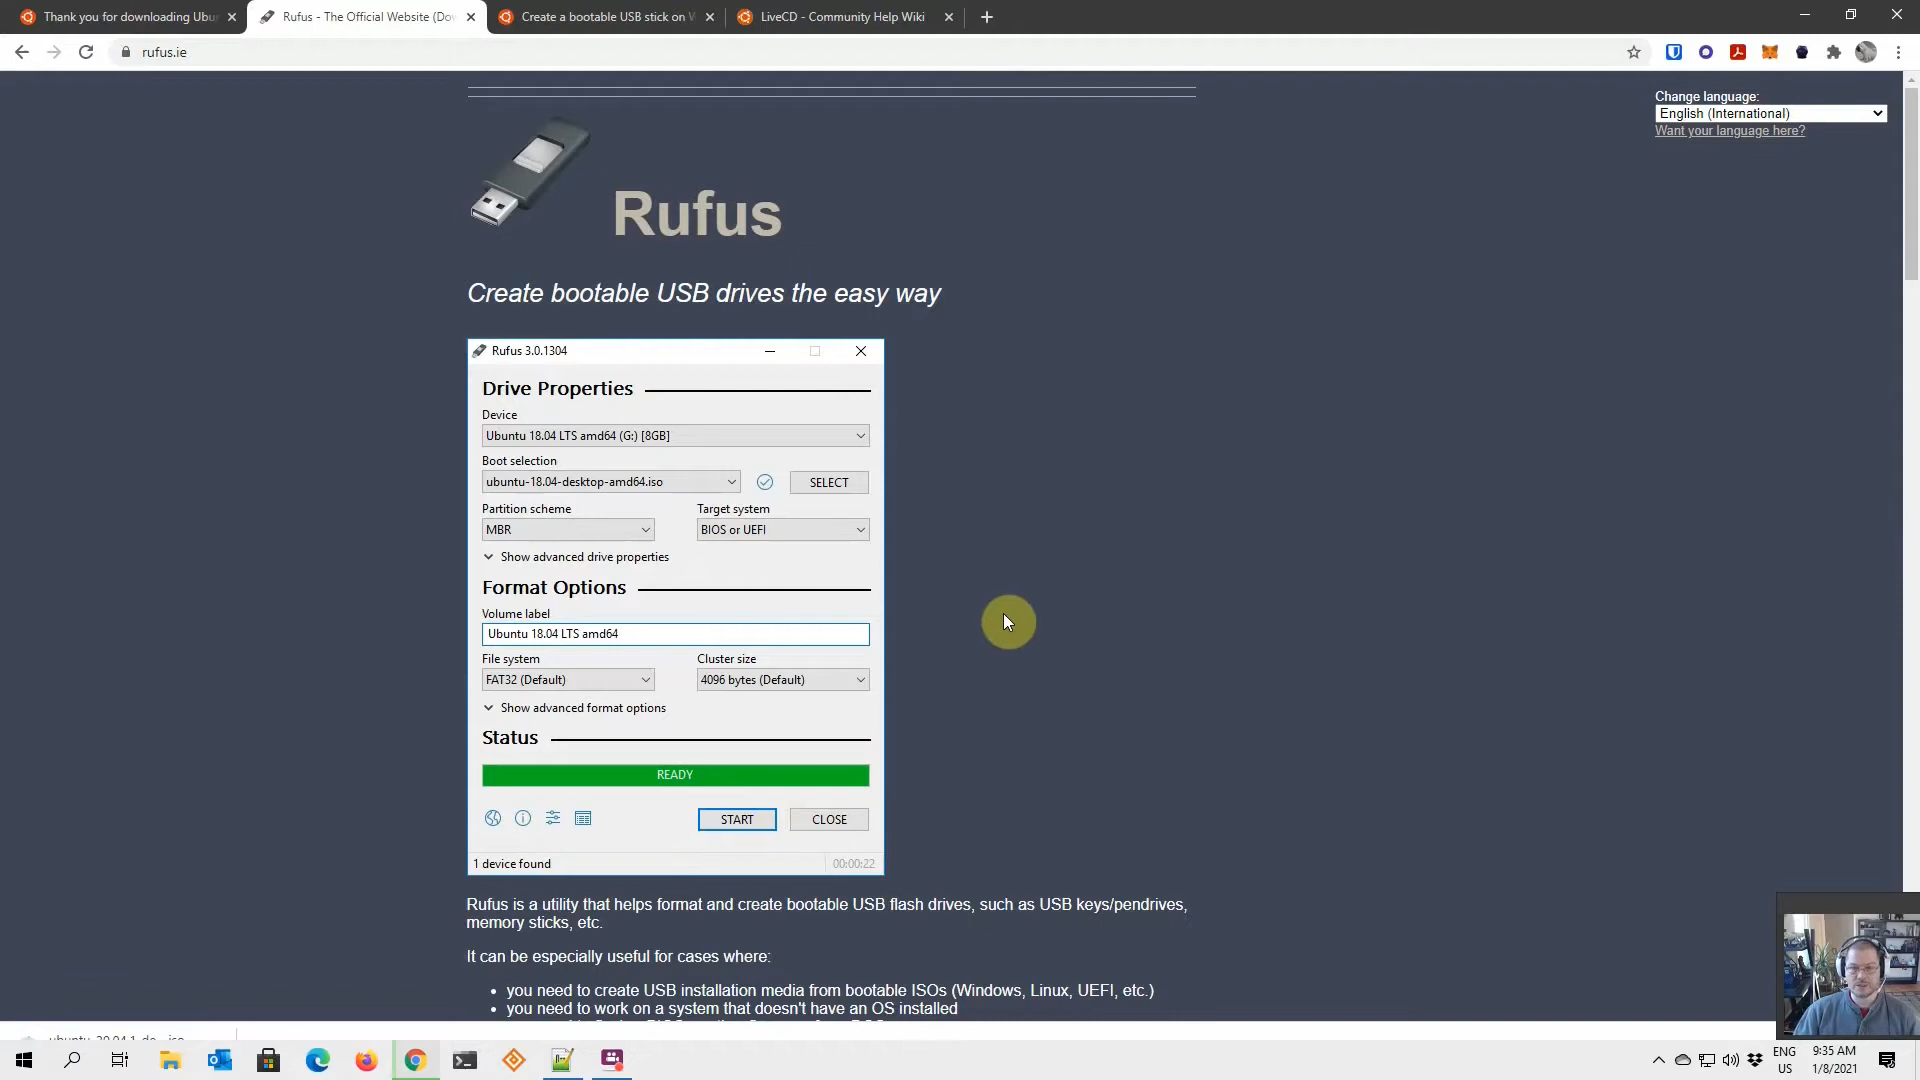 Thank you for downloading Ubu
Rufus - The Official Website (Do
Create a bootable USB stick on W
LiveCD - Community Help Wiki
rufus.ie
Change language:
English (International)
Want your language here?
Rufus
Create bootable USB drives the easy way
Rufus 3.0.1304
Drive Properties
Device
Ubuntu 18.04 LTS amd64 (G:) [8GB]
Boot selection
ubuntu-18.04-desktop-amd64.iso
SELECT
Partition scheme
Target system
MBR
BIOS or UEFI
Show advanced drive properties
Format Options
Volume label
Ubuntu 18.04 LTS amd64
File system
Cluster size
FAT32 (Default)
4096 bytes (Default)
Show advanced format options
Status
READY
START
CLOSE
1 device found
00:00:22
Rufus is a utility that helps format and create bootable USB flash drives, such as USB keys/pendrives,
memory sticks, etc.
It can be especially useful for cases where:
• you need to create USB installation media from bootable ISOs (Windows, Linux, UEFI, etc.)
• you need to work on a system that doesn't have an OS installed
ENG
US
9:35 AM
1/8/2021